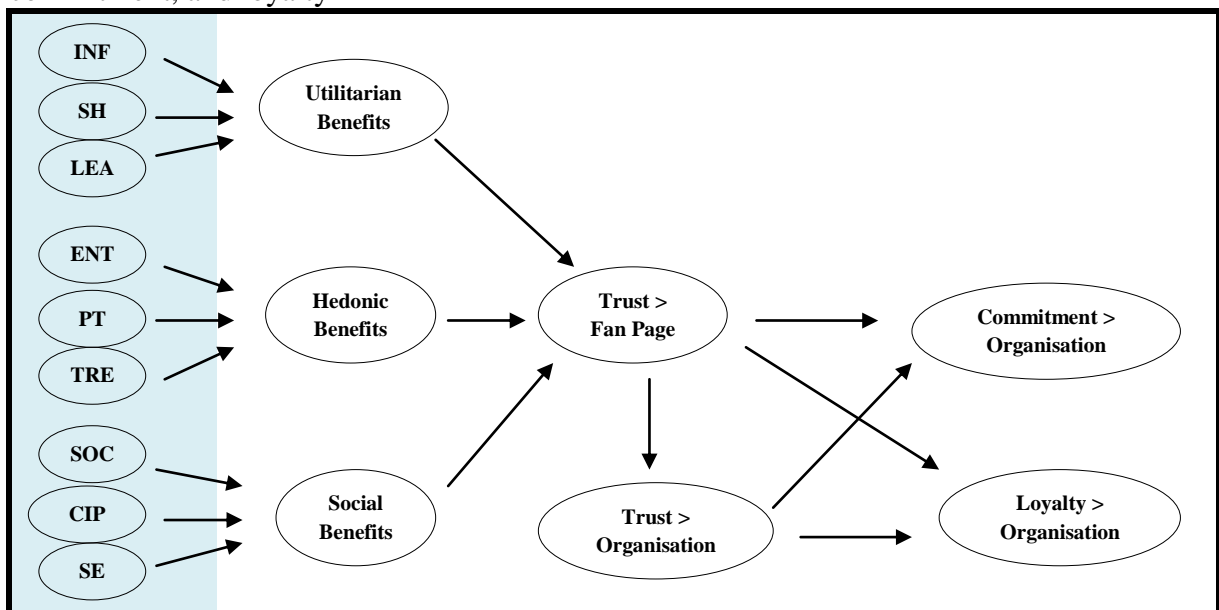 INF
SH
LEA
Utilitarian
Benefits
ENT
PT
TRE
Hedonic
Benefits
Trust >
Fan Page
Commitment >
Organisation
SOC
CIP
SE
Social
Benefits
Trust >
Organisation
Loyalty >
Organisation